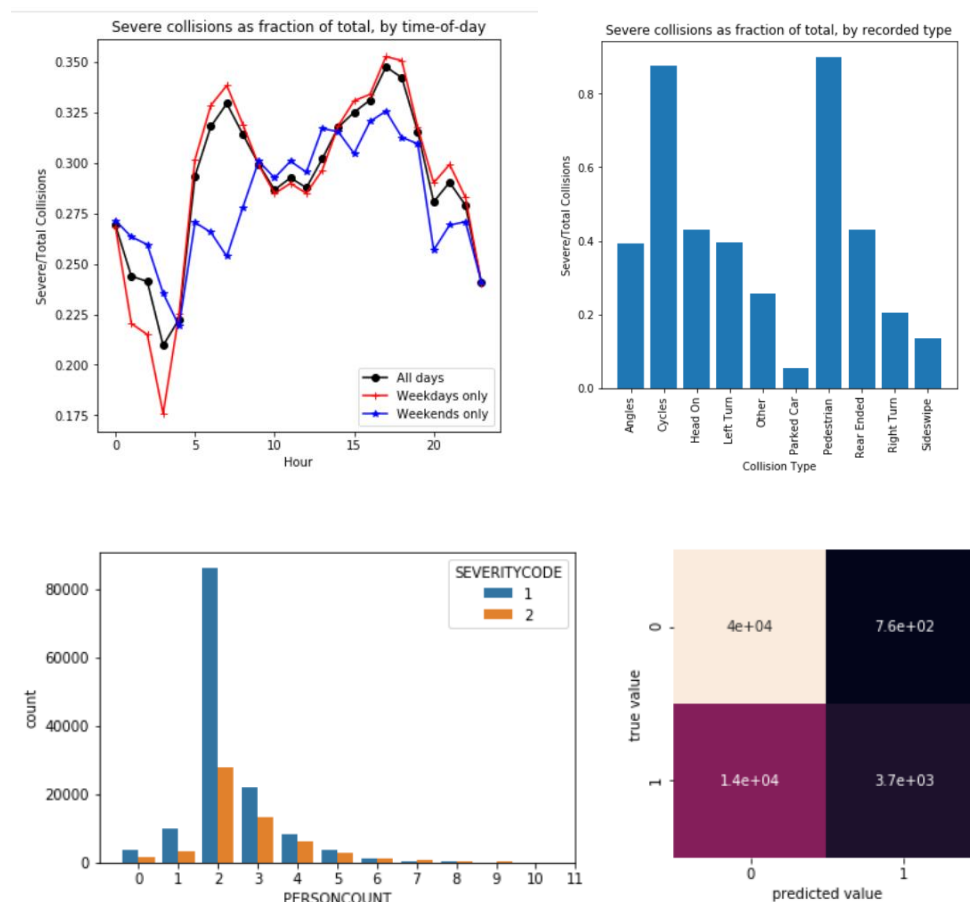 Severe collisions as fraction of total, by time-of-day
0.350
0.325
0.300
0.275
0.250
0.225
0.200
0.175
Severe/Total Collisions
All days
Weekdays only
Weekends only
0 5 10 15 20
Hour
Severe collisions as fraction of total, by recorded type
0.8
0.6
0.4
0.2
0.0
Severe/Total Collisions
Angles
Cycles
Head On
Left Turn
Other
Parked Car
Pedestrian
Rear Ended
Right Turn
Sideswipe
Collision Type
80000
60000
40000
20000
0
count
SEVERITYCODE
1
2
0 1 2 3 4 5 6 7 8 9 10 11
PERSONCOUNT
true value
0
4e+04 7.6e+02
1
1.4e+04 3.7e+03
0 1
predicted value